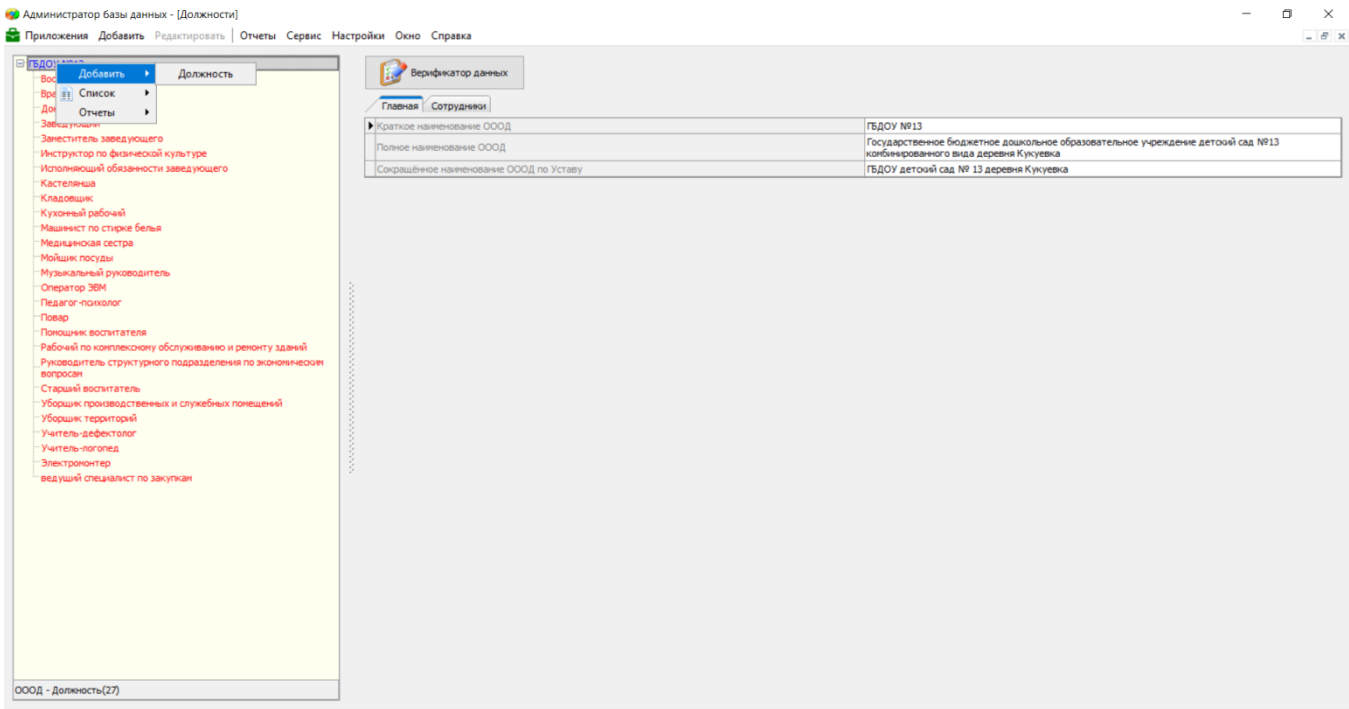 Администратор базы данных - [Должности]
Приложения Добавить Редактировать Отчеты Сервис Настройки Окно Справка
Добавить
Должность
Список
Отчеты
Заместитель заведующего
Инструктор по физической культуре
Исполняющий обязанности заведующего
Кастелянша
Кладовщик
Кухонный рабочий
Машинист по стирке белья
Медицинская сестра
Мойщик посуды
Музыкальный руководитель
Оператор ЭВМ
Педагог-психолог
Повар
Помощник воспитателя
Рабочий по комплексному обслуживанию и ремонту зданий
Руководитель структурного подразделения по экономическим
вопросам
Старший воспитатель
Уборщик производственных и служебных помещений
Уборщик территорий
Учитель-дефектолог
Учитель-логопед
Электромонтер
ведущий специалист по закупкам
ОООД - Должность(27)
Верификатор данных
Главная Сотрудники
Краткое наименование ОООД
ГБДОУ №13
Полное наименование ОООД
Государственное бюджетное дошкольное образовательное учреждение детский сад №13
комбинированного вида деревня Кукуевка
Сокращённое наименование ОООД по Уставу
ГБДОУ детский сад № 13 деревня Кукуевка